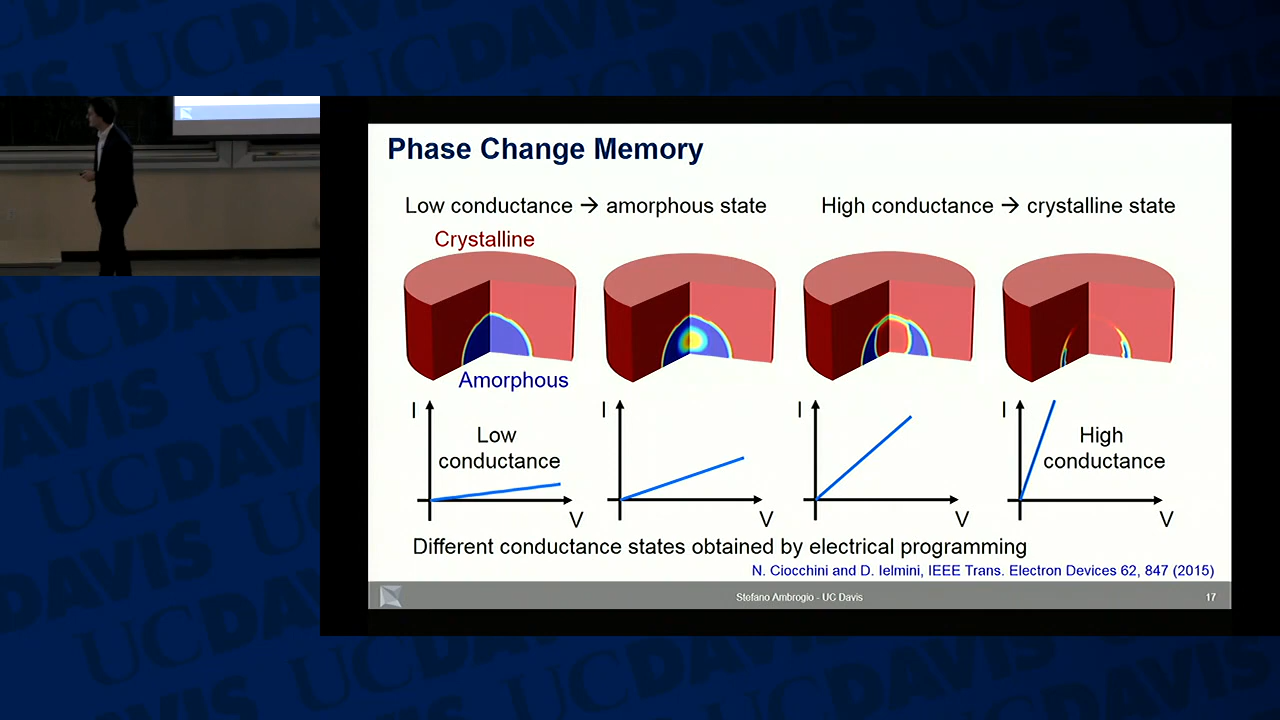 UCDAVIS
Phase Change Memory
Low conductance → amorphous state
High conductance → crystalline state
Crystalline
Amorphous
I
Low
conductance
V
I
V
I
V
I
High
conductance
V
Different conductance states obtained by electrical programming
N. Ciocchini and D. Ielmini, IEEE Trans. Electron Devices 62, 847 (2015)
Stefano Ambrogio - UC Davis
17